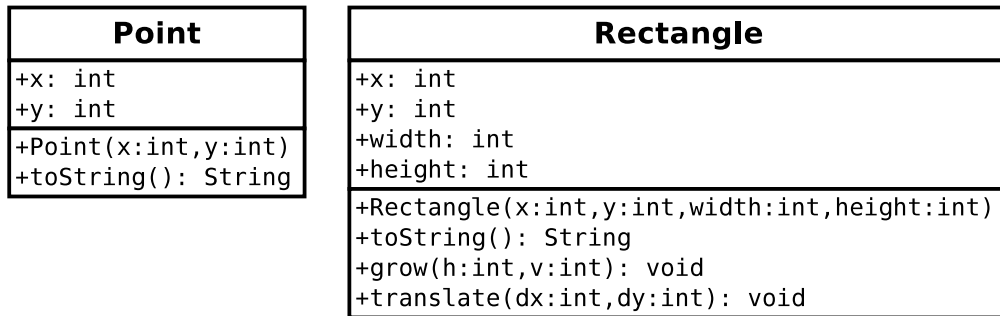 Point
+x: int
+y: int
+Point(x:int,y:int)
+toString(): String
Rectangle
+x: int
+y: int
+width: int
+height: int
+Rectangle(x:int,y:int,width:int,height:int)
+toString(): String
+grow(h:int,v:int): void
+translate(dx:int,dy:int): void